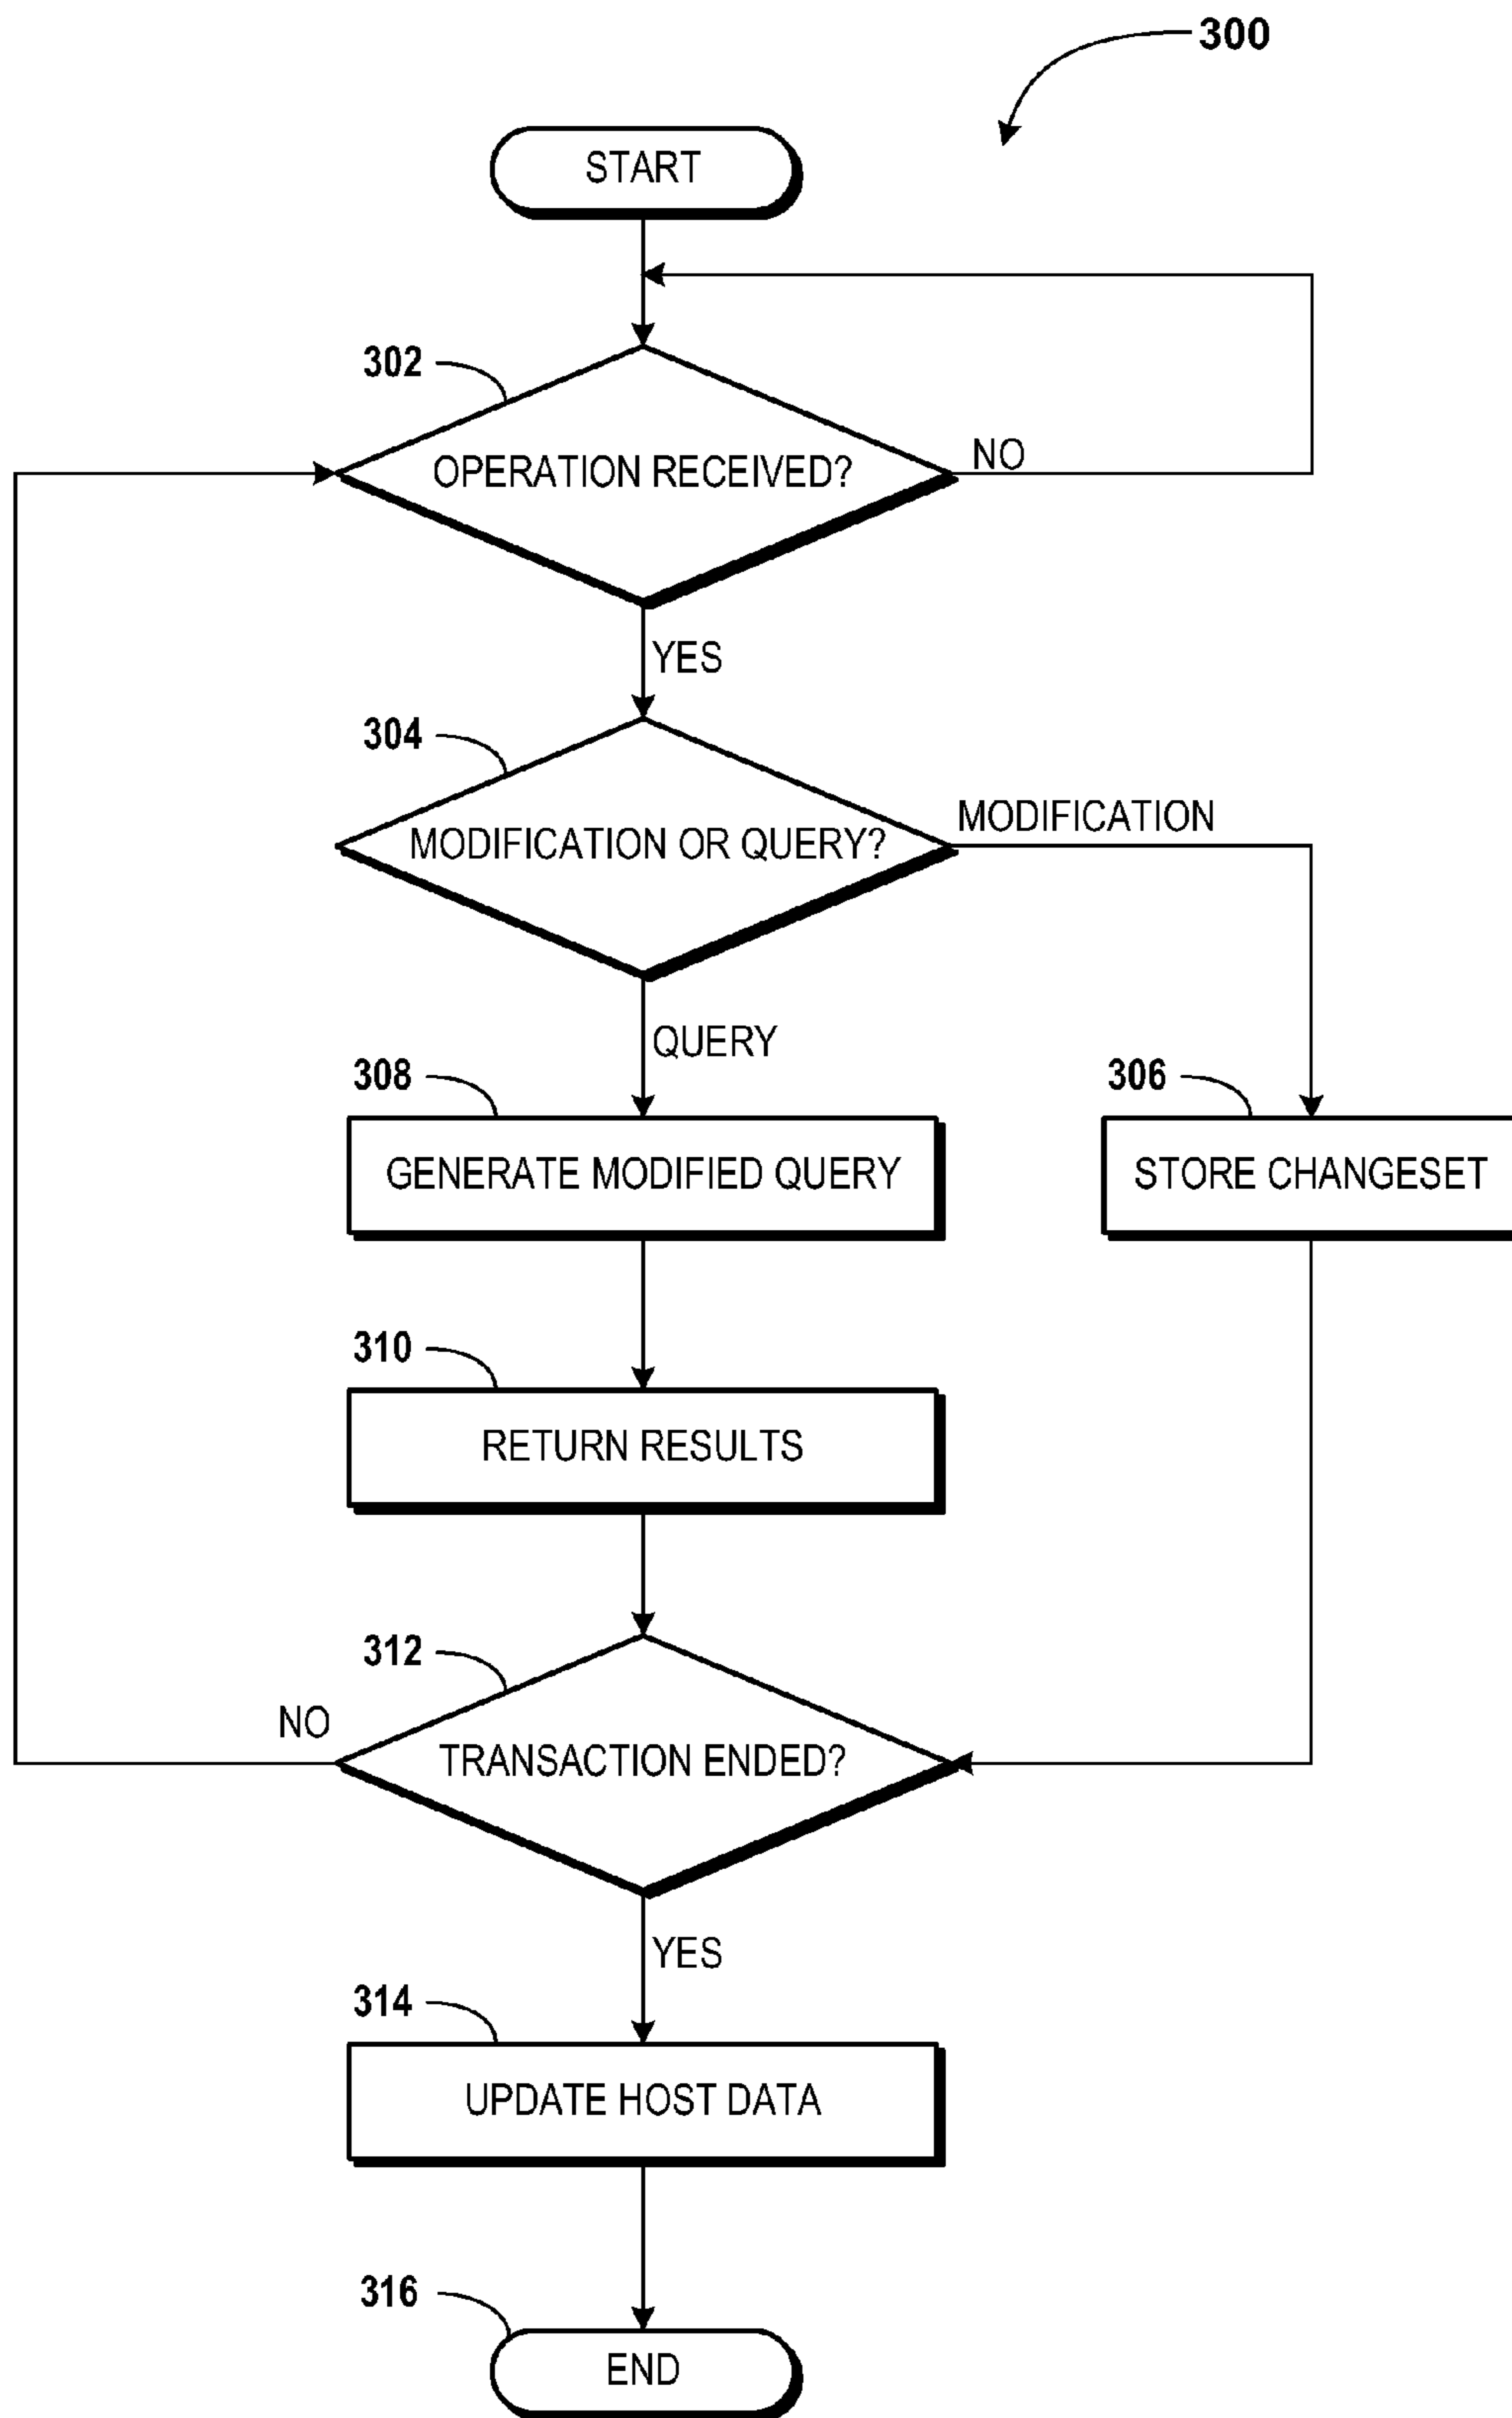 300
START
302
OPERATION RECEIVED?
NO
YES
304
MODIFICATION OR QUERY?
MODIFICATION
QUERY
308
GENERATE MODIFIED QUERY
306
STORE CHANGESET
310
RETURN RESULTS
312
NO
TRANSACTION ENDED?
YES
314
UPDATE HOST DATA
316
END